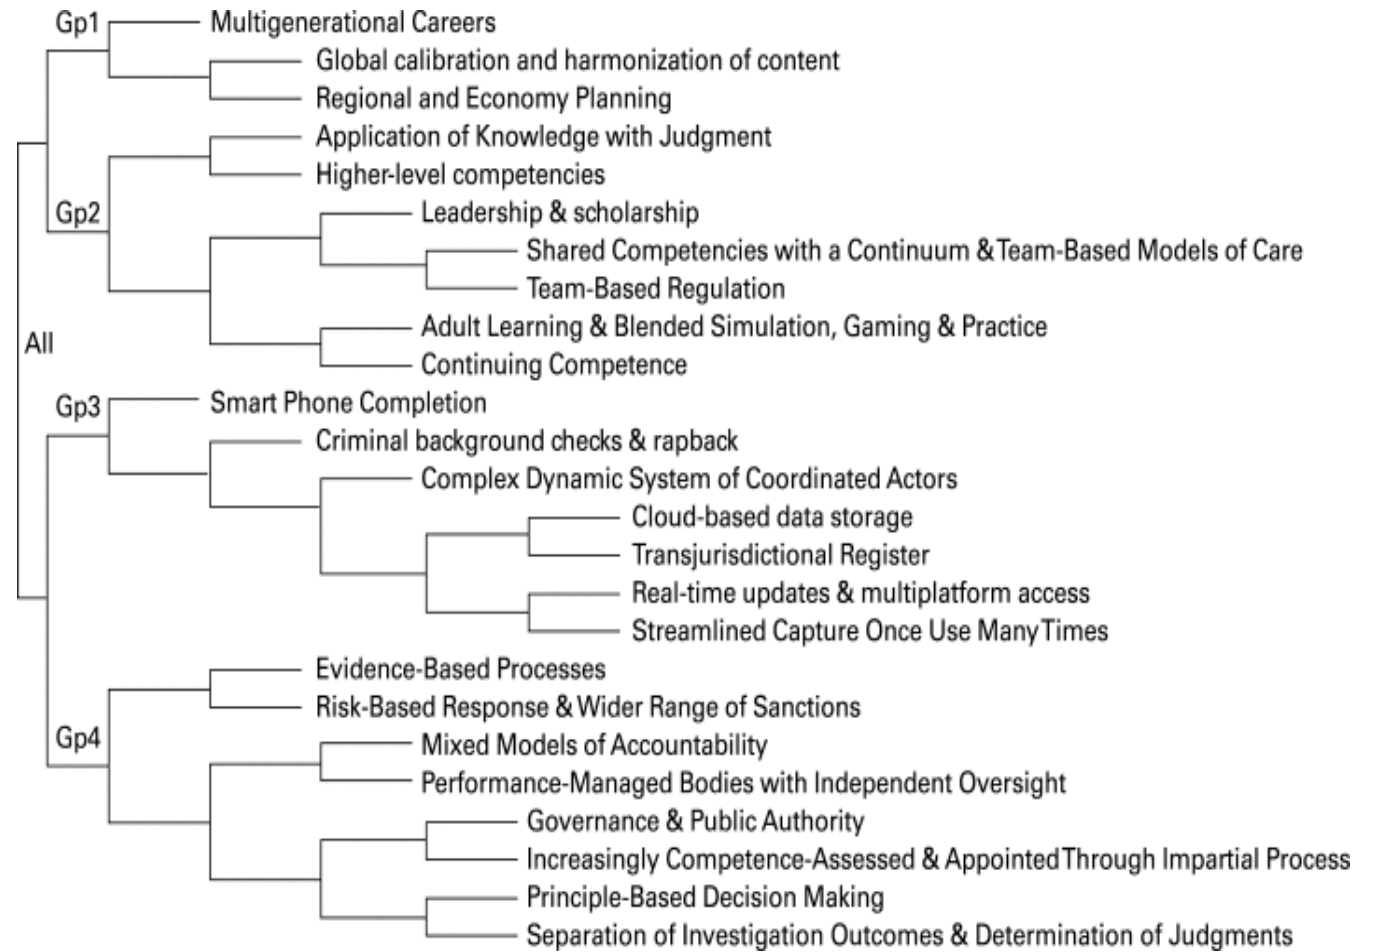 Gp1
Multigenerational Careers
Global calibration and harmonization of content
Regional and Economy Planning
Application of Knowledge with Judgment
Higher-level competencies
Gp2
Leadership & scholarship
Shared Competencies with a Continuum & Team-Based Models of Care
Team-Based Regulation
Adult Learning & Blended Simulation, Gaming & Practice
All
Continuing Competence
Gp3
Smart Phone Completion
Criminal background checks & rapback
Complex Dynamic System of Coordinated Actors
Cloud-based data storage
Transjurisdictional Register
Real-time updates & multiplatform access
Streamlined Capture Once Use Many Times
Evidence-Based Processes
Risk-Based Response & Wider Range of Sanctions
Gp4
Mixed Models of Accountability
Performance-Managed Bodies with Independent Oversight
Governance & Public Authority
Increasingly Competence-Assessed & Appointed Through Impartial Process
Principle-Based Decision Making
Separation of Investigation Outcomes & Determination of Judgments